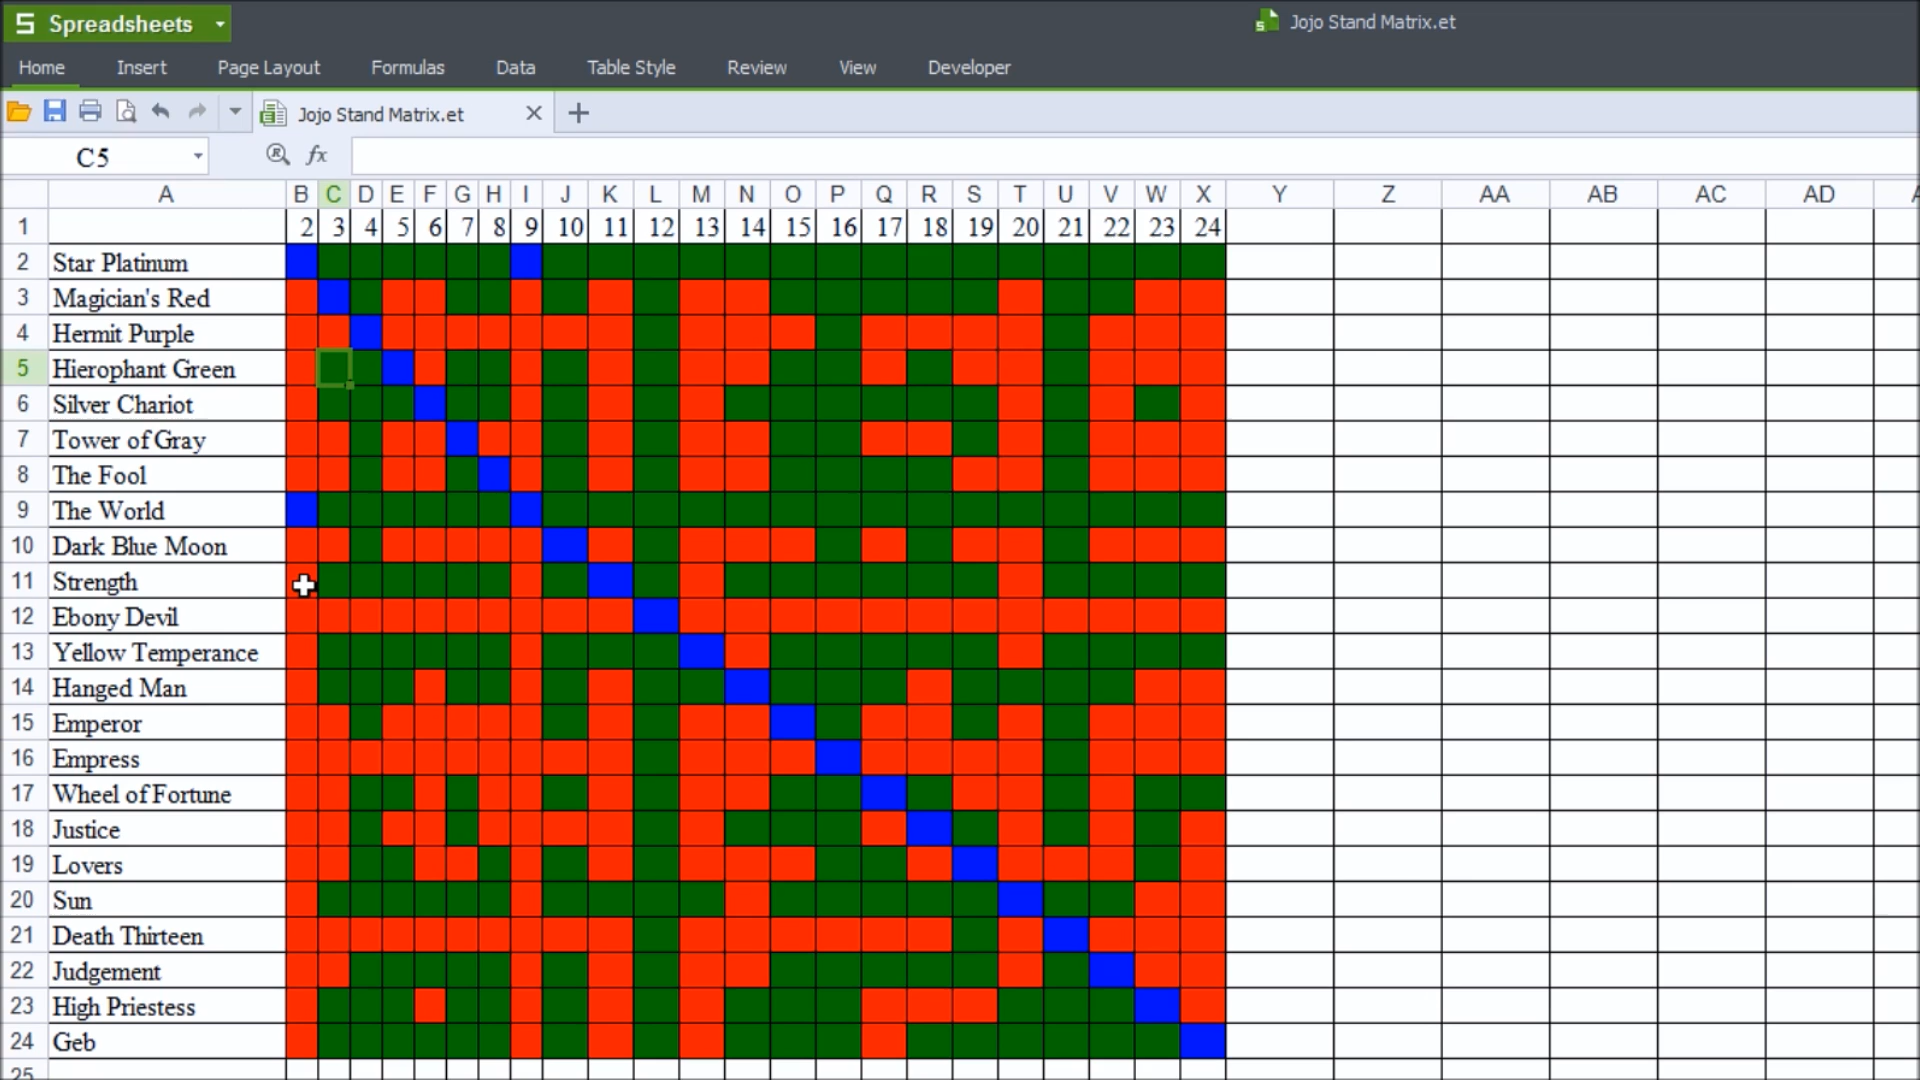 Spreadsheets
Jojo Stand Matrix.et
Home Insert Page Layout Formulas Data Table Style Review View Developer
Jojo Stand Matrix.et
C5 fx
A B C D E F G H I J K L M N O P Q R S T U V W X Y Z AA AB AC AD
1 2 3 4 5 6 7 8 9 10 11 12 13 14 15 16 17 18 19 20 21 22 23 24
2 Star Platinum
3 Magician's Red
4 Hermit Purple
5 Hierophant Green
6 Silver Chariot
7 Tower of Gray
8 The Fool
9 The World
10 Dark Blue Moon
11 Strength
12 Ebony Devil
13 Yellow Temperance
14 Hanged Man
15 Emperor
16 Empress
17 Wheel of Fortune
18 Justice
19 Lovers
20 Sun
21 Death Thirteen
22 Judgement
23 High Priestess
24 Geb
25